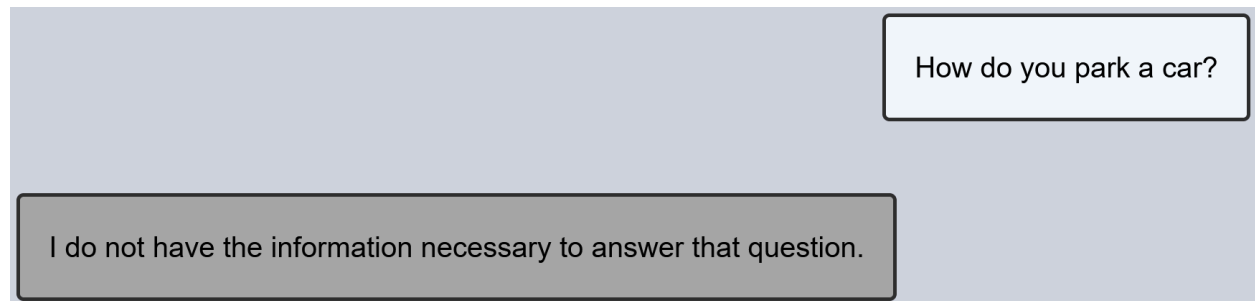 How do you park a car?
I do not have the information necessary to answer that question.